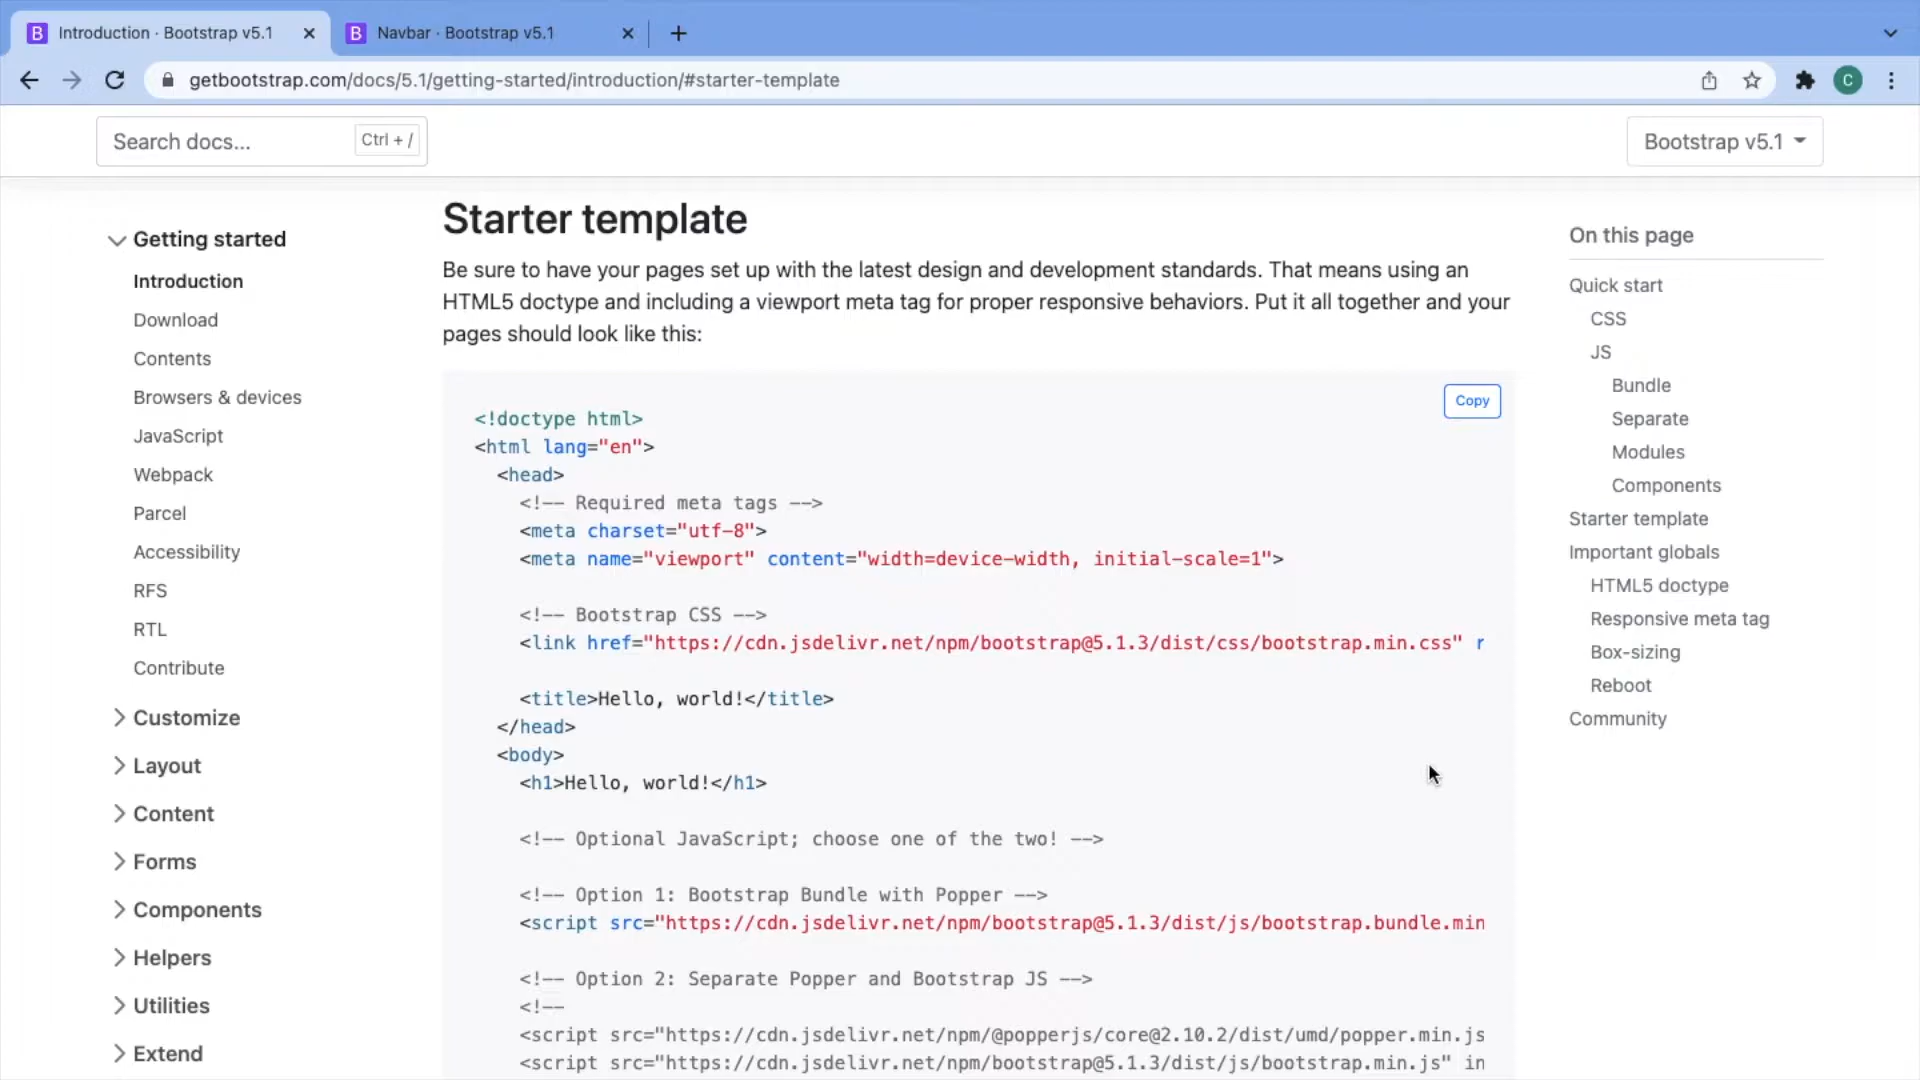 Introduction · Bootstrap v5.1
Navbar · Bootstrap v5.1
getbootstrap.com/docs/5.1/getting-started/introduction/#starter-template
C
Search docs...
Ctrl + /
Bootstrap v5.1
Getting started
Introduction
Download
Contents
Browsers & devices
JavaScript
Webpack
Parcel
Accessibility
RFS
RTL
Contribute
Customize
Layout
Content
Forms
Components
Helpers
Utilities
Extend
Starter template
Be sure to have your pages set up with the latest design and development standards. That means using an
HTML5 doctype and including a viewport meta tag for proper responsive behaviors. Put it all together and your
pages should look like this:
Copy
<!doctype html>
<html lang="en">
<head>
<!-- Required meta tags -->
<meta charset="utf-8">
<meta name="viewport" content="width=device-width, initial-scale=1">
<!-- Bootstrap CSS -->
<link href="https://cdn.jsdelivr.net/npm/bootstrap@5.1.3/dist/css/bootstrap.min.css" r
<title>Hello, world!</title>
</head>
<body>
<h1>Hello, world!</h1>
<!-- Optional JavaScript; choose one of the two! -->
<!-- Option 1: Bootstrap Bundle with Popper -->
<script src="https://cdn.jsdelivr.net/npm/bootstrap@5.1.3/dist/js/bootstrap.bundle.min
<!-- Option 2: Separate Popper and Bootstrap JS -->
<!--
<script src="https://cdn.jsdelivr.net/npm/@popperjs/core@2.10.2/dist/umd/popper.min.js
<script src="https://cdn.jsdelivr.net/npm/bootstrap@5.1.3/dist/js/bootstrap.min.js" in
On this page
Quick start
CSS
JS
Bundle
Separate
Modules
Components
Starter template
Important globals
HTML5 doctype
Responsive meta tag
Box-sizing
Reboot
Community